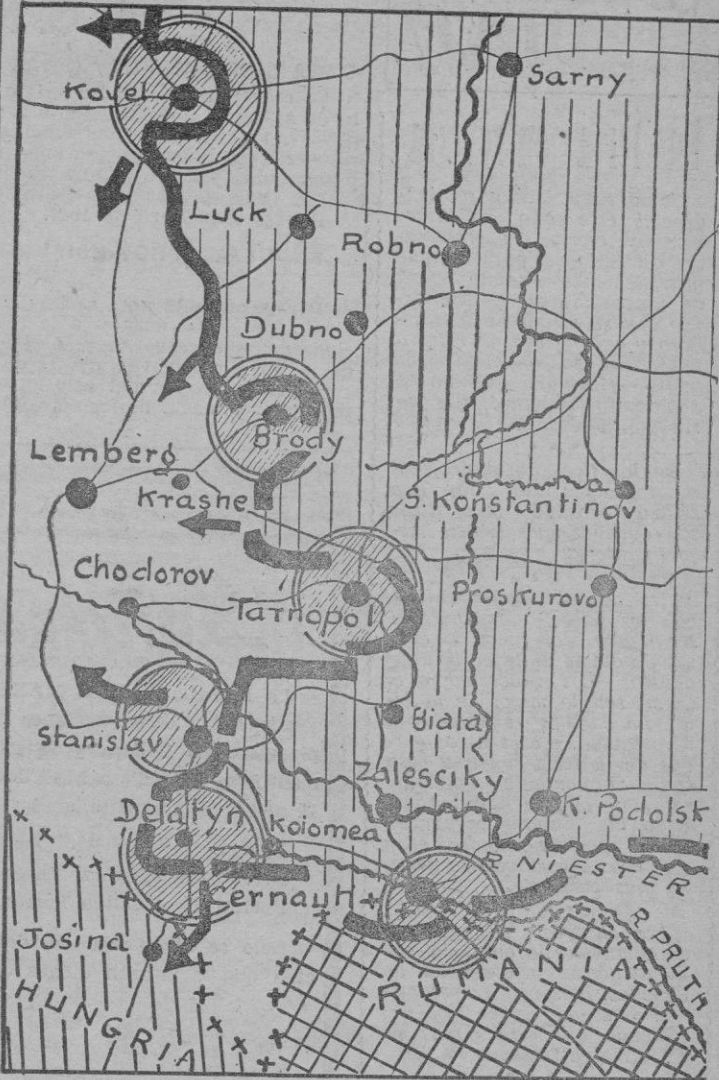 Kovel
Sarny
Luck
Robno
Dubno
Brody
Lemberg
Krashe
S. Konstantinov
Chodorov
Tarnopol
Proskurovo
Biala
Stanislav
Zalesciky
Delatyn
Koiomea
K. Podolsk
R NIESTER
Cernauti
R PRUTH
Josina
RUMANIA
HUNGRIA